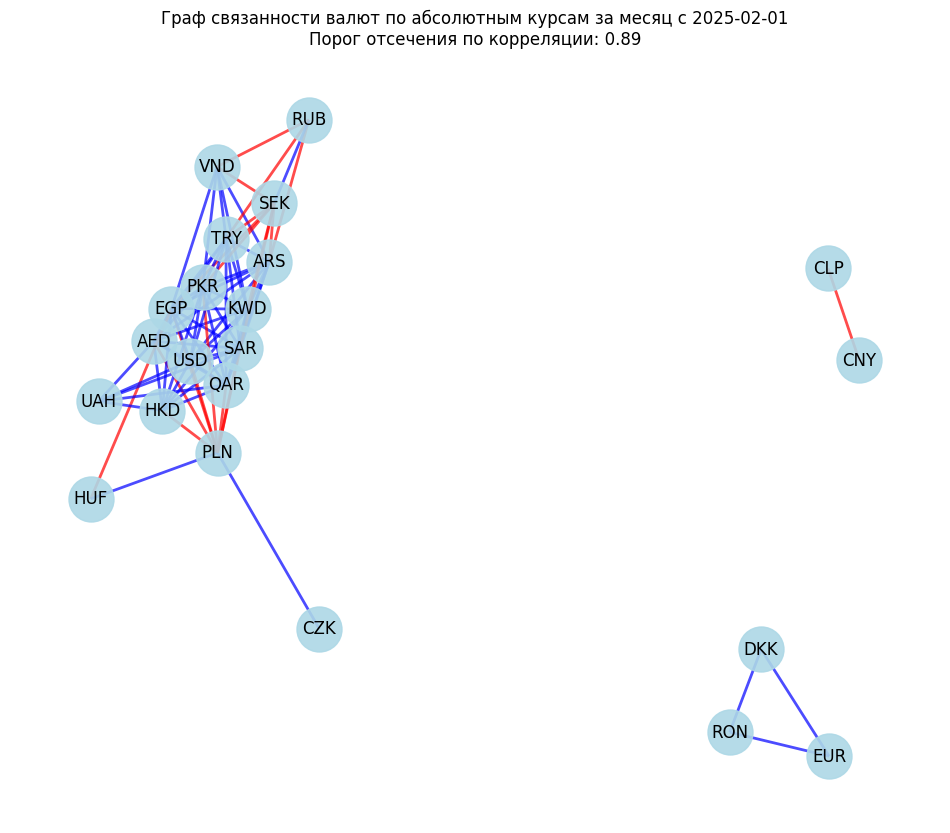 Граф связанности валют по абсолютным курсам за месяц с 2025-02-01
Порог отсечения по корреляции: 0.89
RUB
VND
SEK
TRY
ARS
CLP
PKR
EGP
KWD
AED
SAR
USD
CNY
QAR
UAH
HKD
PLN
HUF
CZK
DKK
RON
EUR